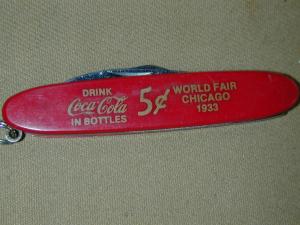 DRINK
Coca-Cola
IN BOTTLES
5¢
WORLD FAIR
CHICAGO
1933